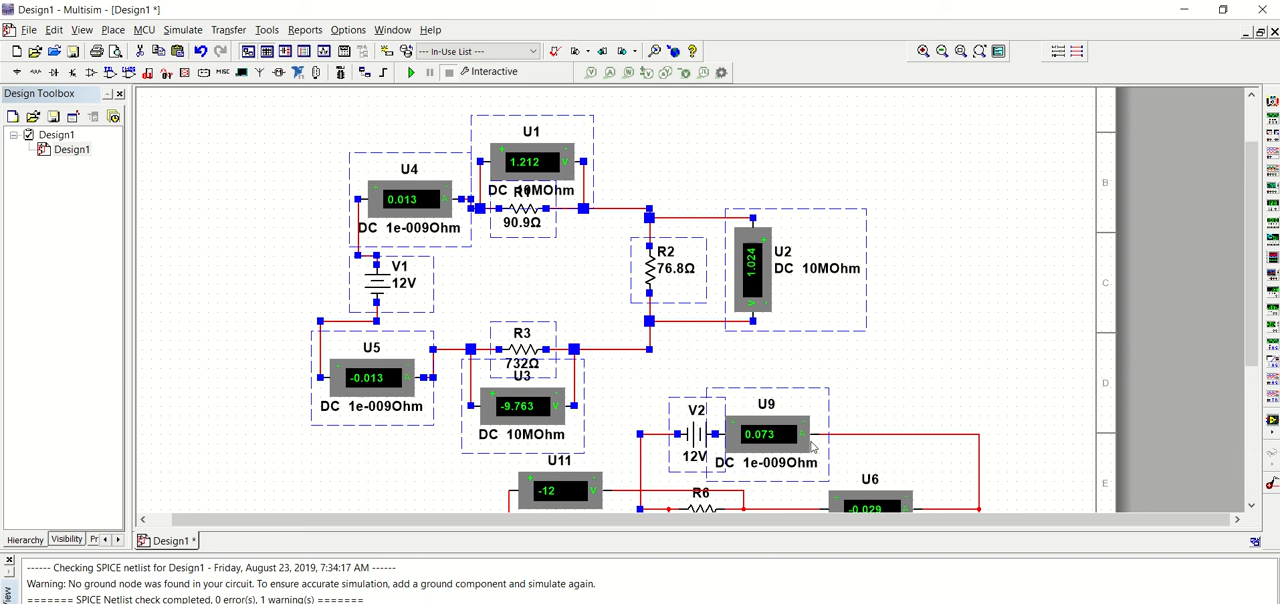 Design1 - Multisim - [Design1 *]
File Edit View Place MCU Simulate Transfer Tools Reports Options Window Help
--- In-Use List ---
Interactive
Design Toolbox
Design1
Design1
U1
1.212
V
DC 10MOhm
U4
0.013
A
DC 1e-009Ohm
R1
90.9Ω
V1
12V
R2
76.8Ω
1.024
V
U2
DC 10MOhm
U5
-0.013
A
DC 1e-009Ohm
R3
732Ω
U3
-9.763
V
DC 10MOhm
V2
12V
U9
0.073
A
DC 1e-009Ohm
U11
-12
V
R6
U6
-0.029
B
C
D
E
Hierarchy Visibility Pr
Design1 *
------ Checking SPICE netlist for Design1 - Friday, August 23, 2019, 7:34:17 AM ------
Warning: No ground node was found in your circuit. To ensure accurate simulation, add a ground component and simulate again.
======= SPICE Netlist check completed, 0 error(s), 1 warning(s) =======